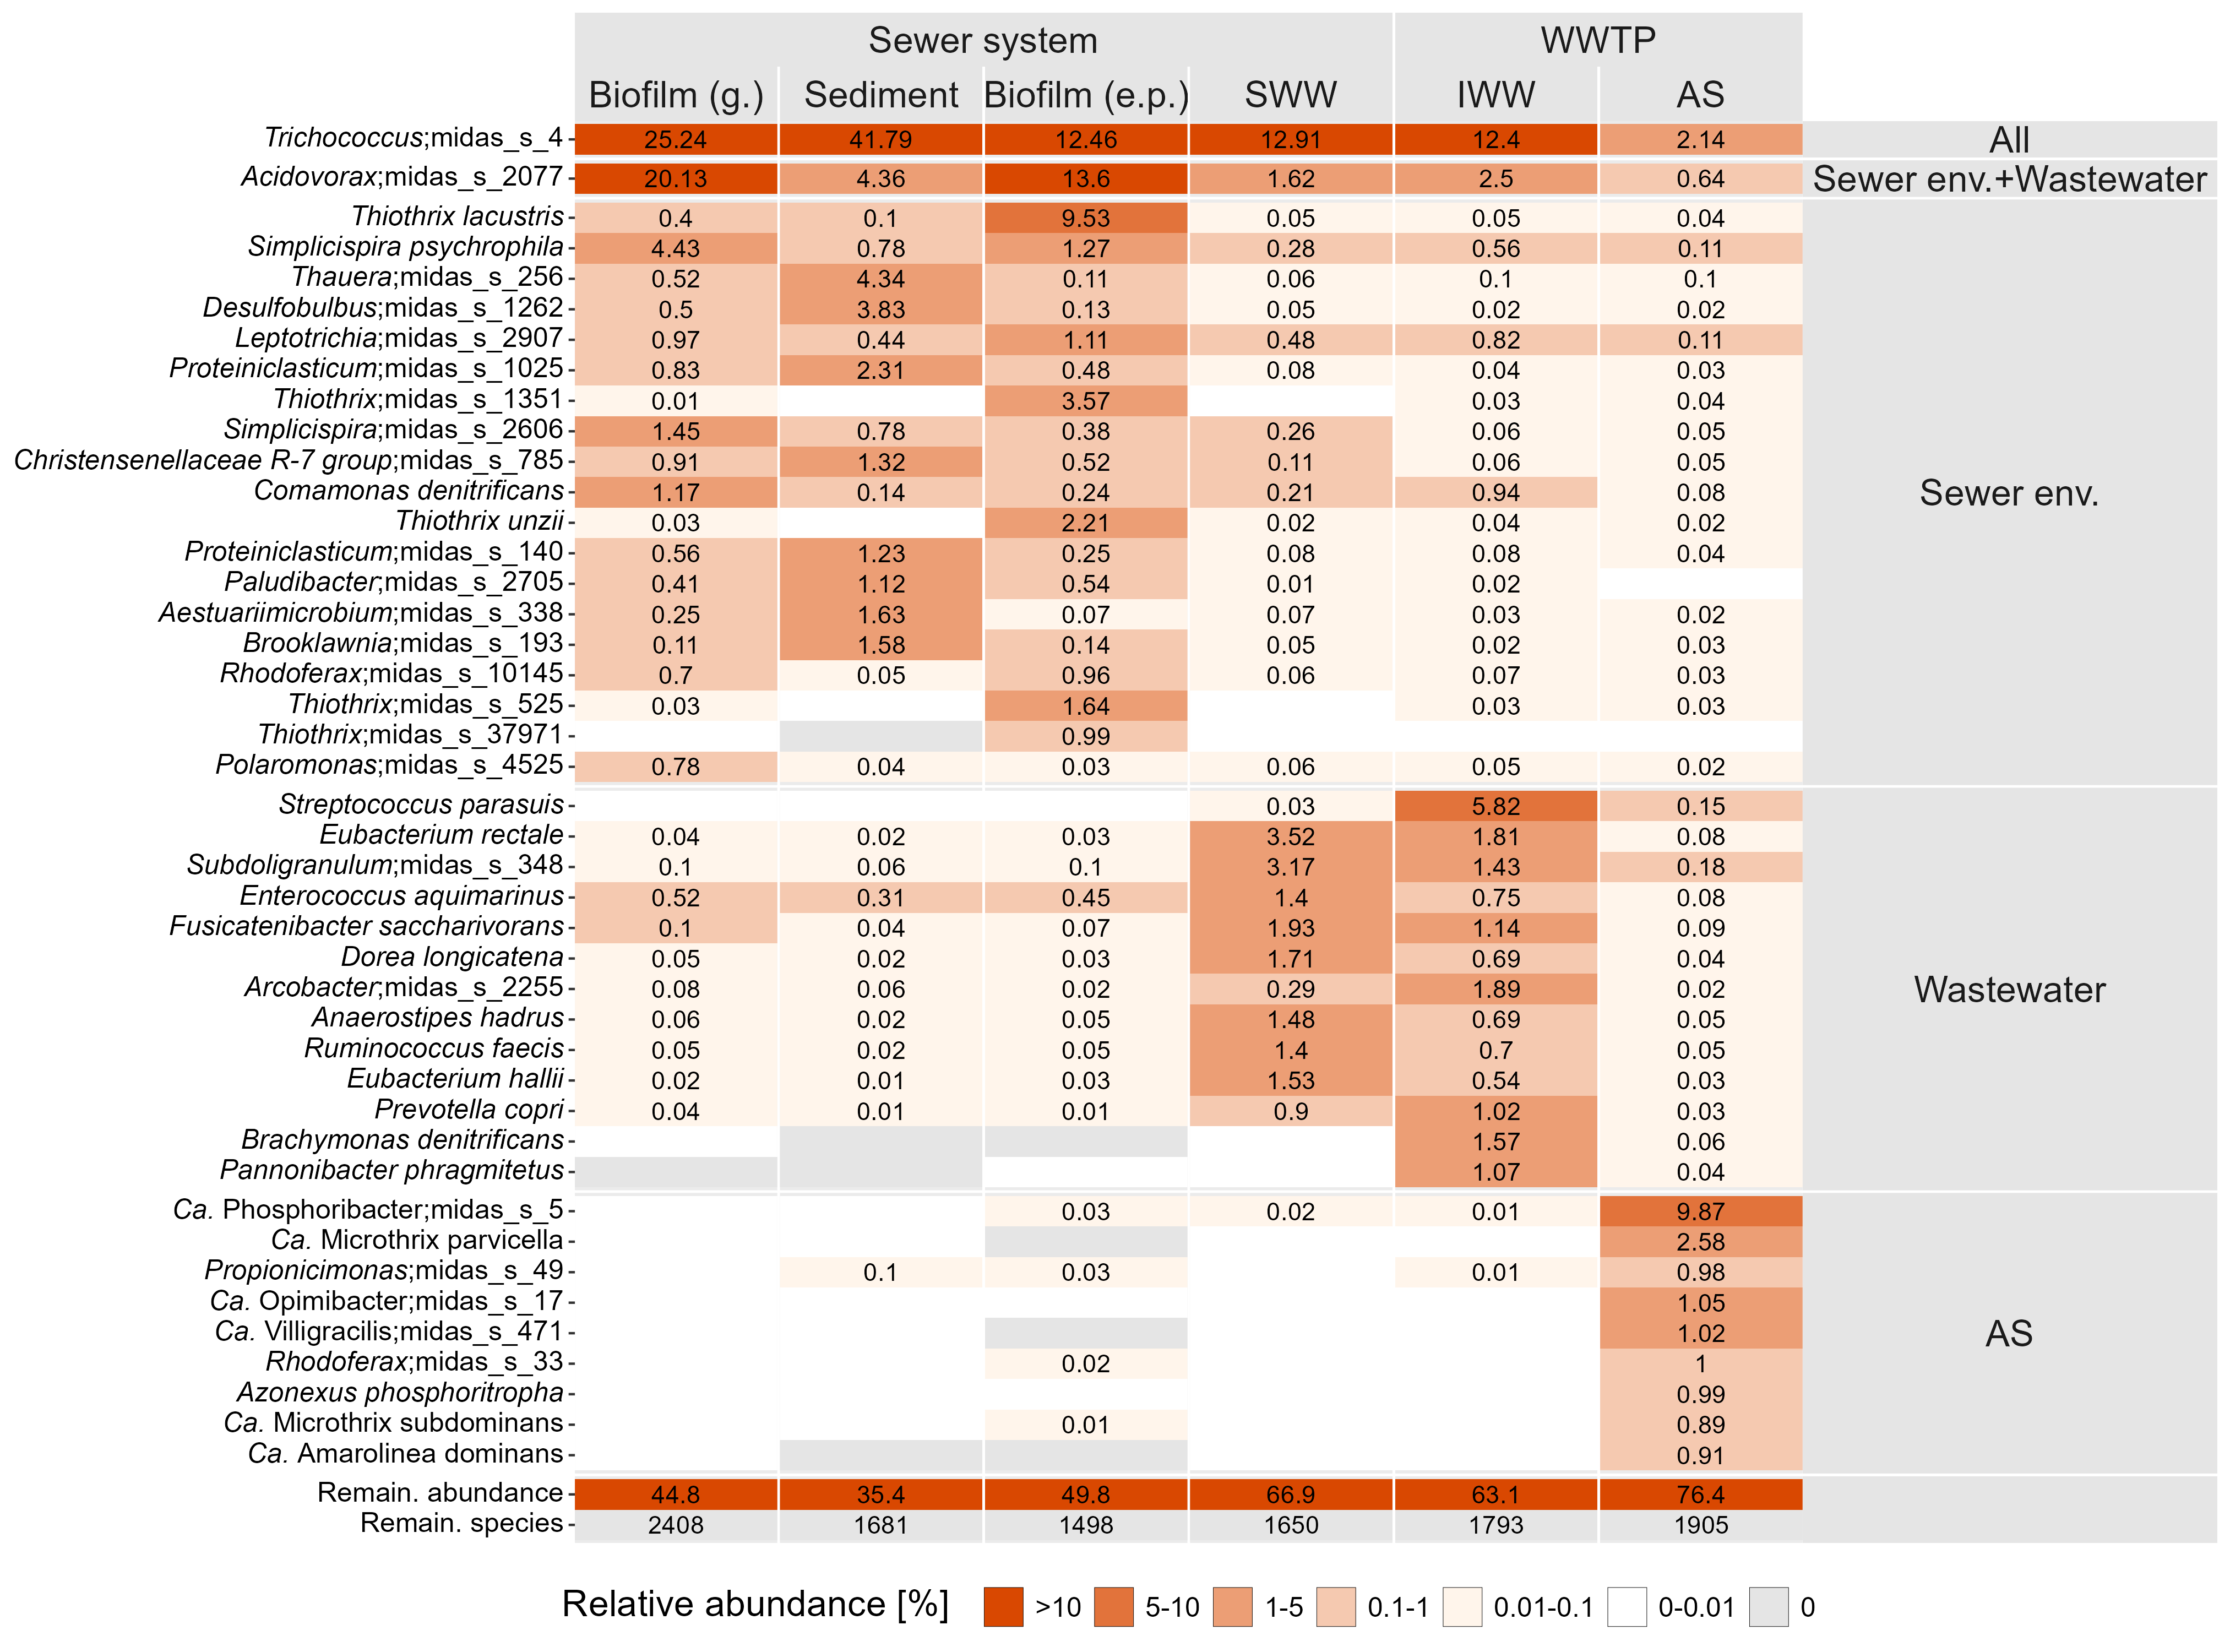 Sewer system WWTP
Biofilm (g.) Sediment Biofilm (e.p.) SWW IWW AS
Trichococcus;midas_s_4 25.24 41.79 12.46 12.91 12.4 2.14 All
Acidovorax;midas_s_2077 20.13 4.36 13.6 1.62 2.5 0.64 Sewer env.+Wastewater
Thiothrix lacustris 0.4 0.1 9.53 0.05 0.05 0.04
Simplicispira psychrophila 4.43 0.78 1.27 0.28 0.56 0.11
Thauera;midas_s_256 0.52 4.34 0.11 0.06 0.1 0.1
Desulfobulbus;midas_s_1262 0.5 3.83 0.13 0.05 0.02 0.02
Leptotrichia;midas_s_2907 0.97 0.44 1.11 0.48 0.82 0.11
Proteiniclasticum;midas_s_1025 0.83 2.31 0.48 0.08 0.04 0.03
Thiothrix;midas_s_1351 0.01 3.57 0.03 0.04
Simplicispira;midas_s_2606 1.45 0.78 0.38 0.26 0.06 0.05
Christensenellaceae R-7 group;midas_s_785 0.91 1.32 0.52 0.11 0.06 0.05
Comamonas denitrificans 1.17 0.14 0.24 0.21 0.94 0.08 Sewer env.
Thiothrix unzii 0.03 2.21 0.02 0.04 0.02
Proteiniclasticum;midas_s_140 0.56 1.23 0.25 0.08 0.08 0.04
Paludibacter;midas_s_2705 0.41 1.12 0.54 0.01 0.02
Aestuariimicrobium;midas_s_338 0.25 1.63 0.07 0.07 0.03 0.02
Brooklawnia;midas_s_193 0.11 1.58 0.14 0.05 0.02 0.03
Rhodoferax;midas_s_10145 0.7 0.05 0.96 0.06 0.07 0.03
Thiothrix;midas_s_525 0.03 1.64 0.03 0.03
Thiothrix;midas_s_37971 0.99
Polaromonas;midas_s_4525 0.78 0.04 0.03 0.06 0.05 0.02
Streptococcus parasuis 0.03 5.82 0.15
Eubacterium rectale 0.04 0.02 0.03 3.52 1.81 0.08
Subdoligranulum;midas_s_348 0.1 0.06 0.1 3.17 1.43 0.18
Enterococcus aquimarinus 0.52 0.31 0.45 1.4 0.75 0.08
Fusicatenibacter saccharivorans 0.1 0.04 0.07 1.93 1.14 0.09
Dorea longicatena 0.05 0.02 0.03 1.71 0.69 0.04
Arcobacter;midas_s_2255 0.08 0.06 0.02 0.29 1.89 0.02 Wastewater
Anaerostipes hadrus 0.06 0.02 0.05 1.48 0.69 0.05
Ruminococcus faecis 0.05 0.02 0.05 1.4 0.7 0.05
Eubacterium hallii 0.02 0.01 0.03 1.53 0.54 0.03
Prevotella copri 0.04 0.01 0.01 0.9 1.02 0.03
Brachymonas denitrificans 1.57 0.06
Pannonibacter phragmitetus 1.07 0.04
Ca. Phosphoribacter;midas_s_5 0.03 0.02 0.01 9.87
Ca. Microthrix parvicella 2.58
Propionicimonas;midas_s_49 0.1 0.03 0.01 0.98
Ca. Opimibacter;midas_s_17 1.05
Ca. Villigracilis;midas_s_471 1.02 AS
Rhodoferax;midas_s_33 0.02 1
Azonexus phosphoritropha 0.99
Ca. Microthrix subdominans 0.01 0.89
Ca. Amarolinea dominans 0.91
Remain. abundance 44.8 35.4 49.8 66.9 63.1 76.4
Remain. species 2408 1681 1498 1650 1793 1905
Relative abundance [%] >10 5-10 1-5 0.1-1 0.01-0.1 0-0.01 0